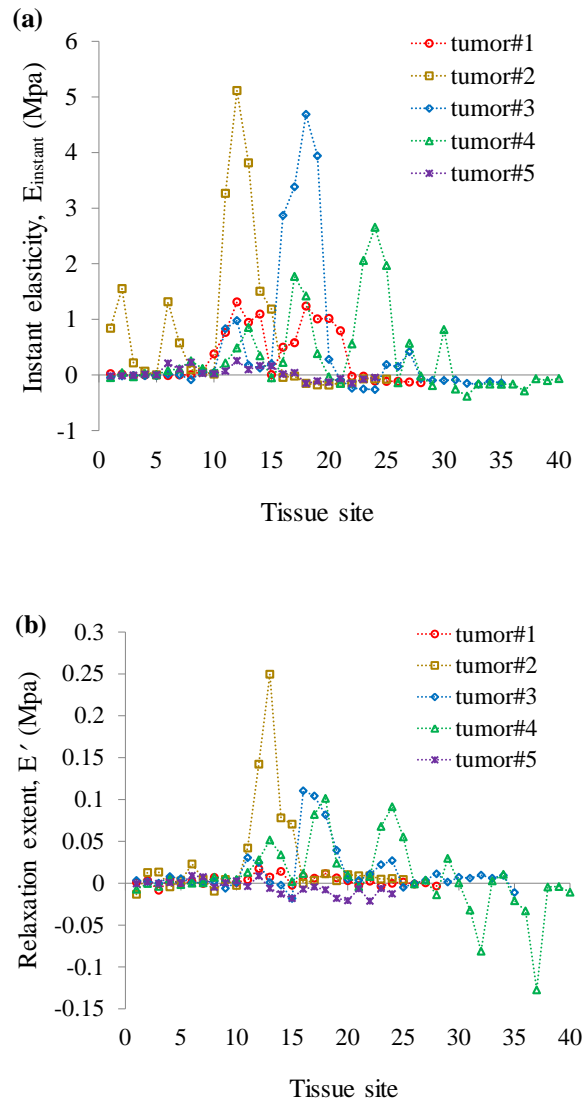 (a)
Instant elasticity, Einstant (Mpa)
6
5
4
3
2
1
0
-1
tumor#1
tumor#2
tumor#3
tumor#4
tumor#5
0 5 10 15 20 25 30 35 40
Tissue site
(b)
Relaxation extent, E′ (Mpa)
0.3
0.25
0.2
0.15
0.1
0.05
0
-0.05
-0.1
-0.15
tumor#1
tumor#2
tumor#3
tumor#4
tumor#5
0 5 10 15 20 25 30 35 40
Tissue site